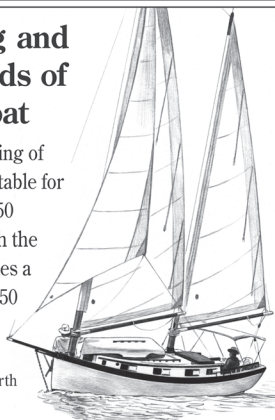 g and
ds of
oat
ing of
table for
50
n the
es a
50
rth